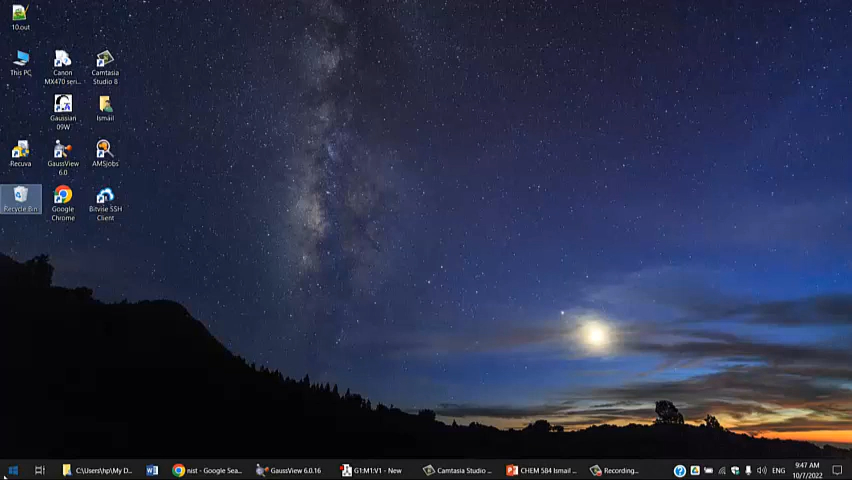 10.out
This PC
Canon
MX470 seri...
Camtasia
Studio 8
Gaussian
09W
Ismail
Recuva
GaussView
6.0
AMSjobs
Recycle Bin
Google
Chrome
Bitvise SSH
Client
C:\Users\hp\My D...
nist - Google Sea...
GaussView 6.0.16
G1:M1:V1 - New
Camtasia Studio ...
CHEM 584 Ismail ...
Recording...
ENG
9:47 AM
10/7/2022